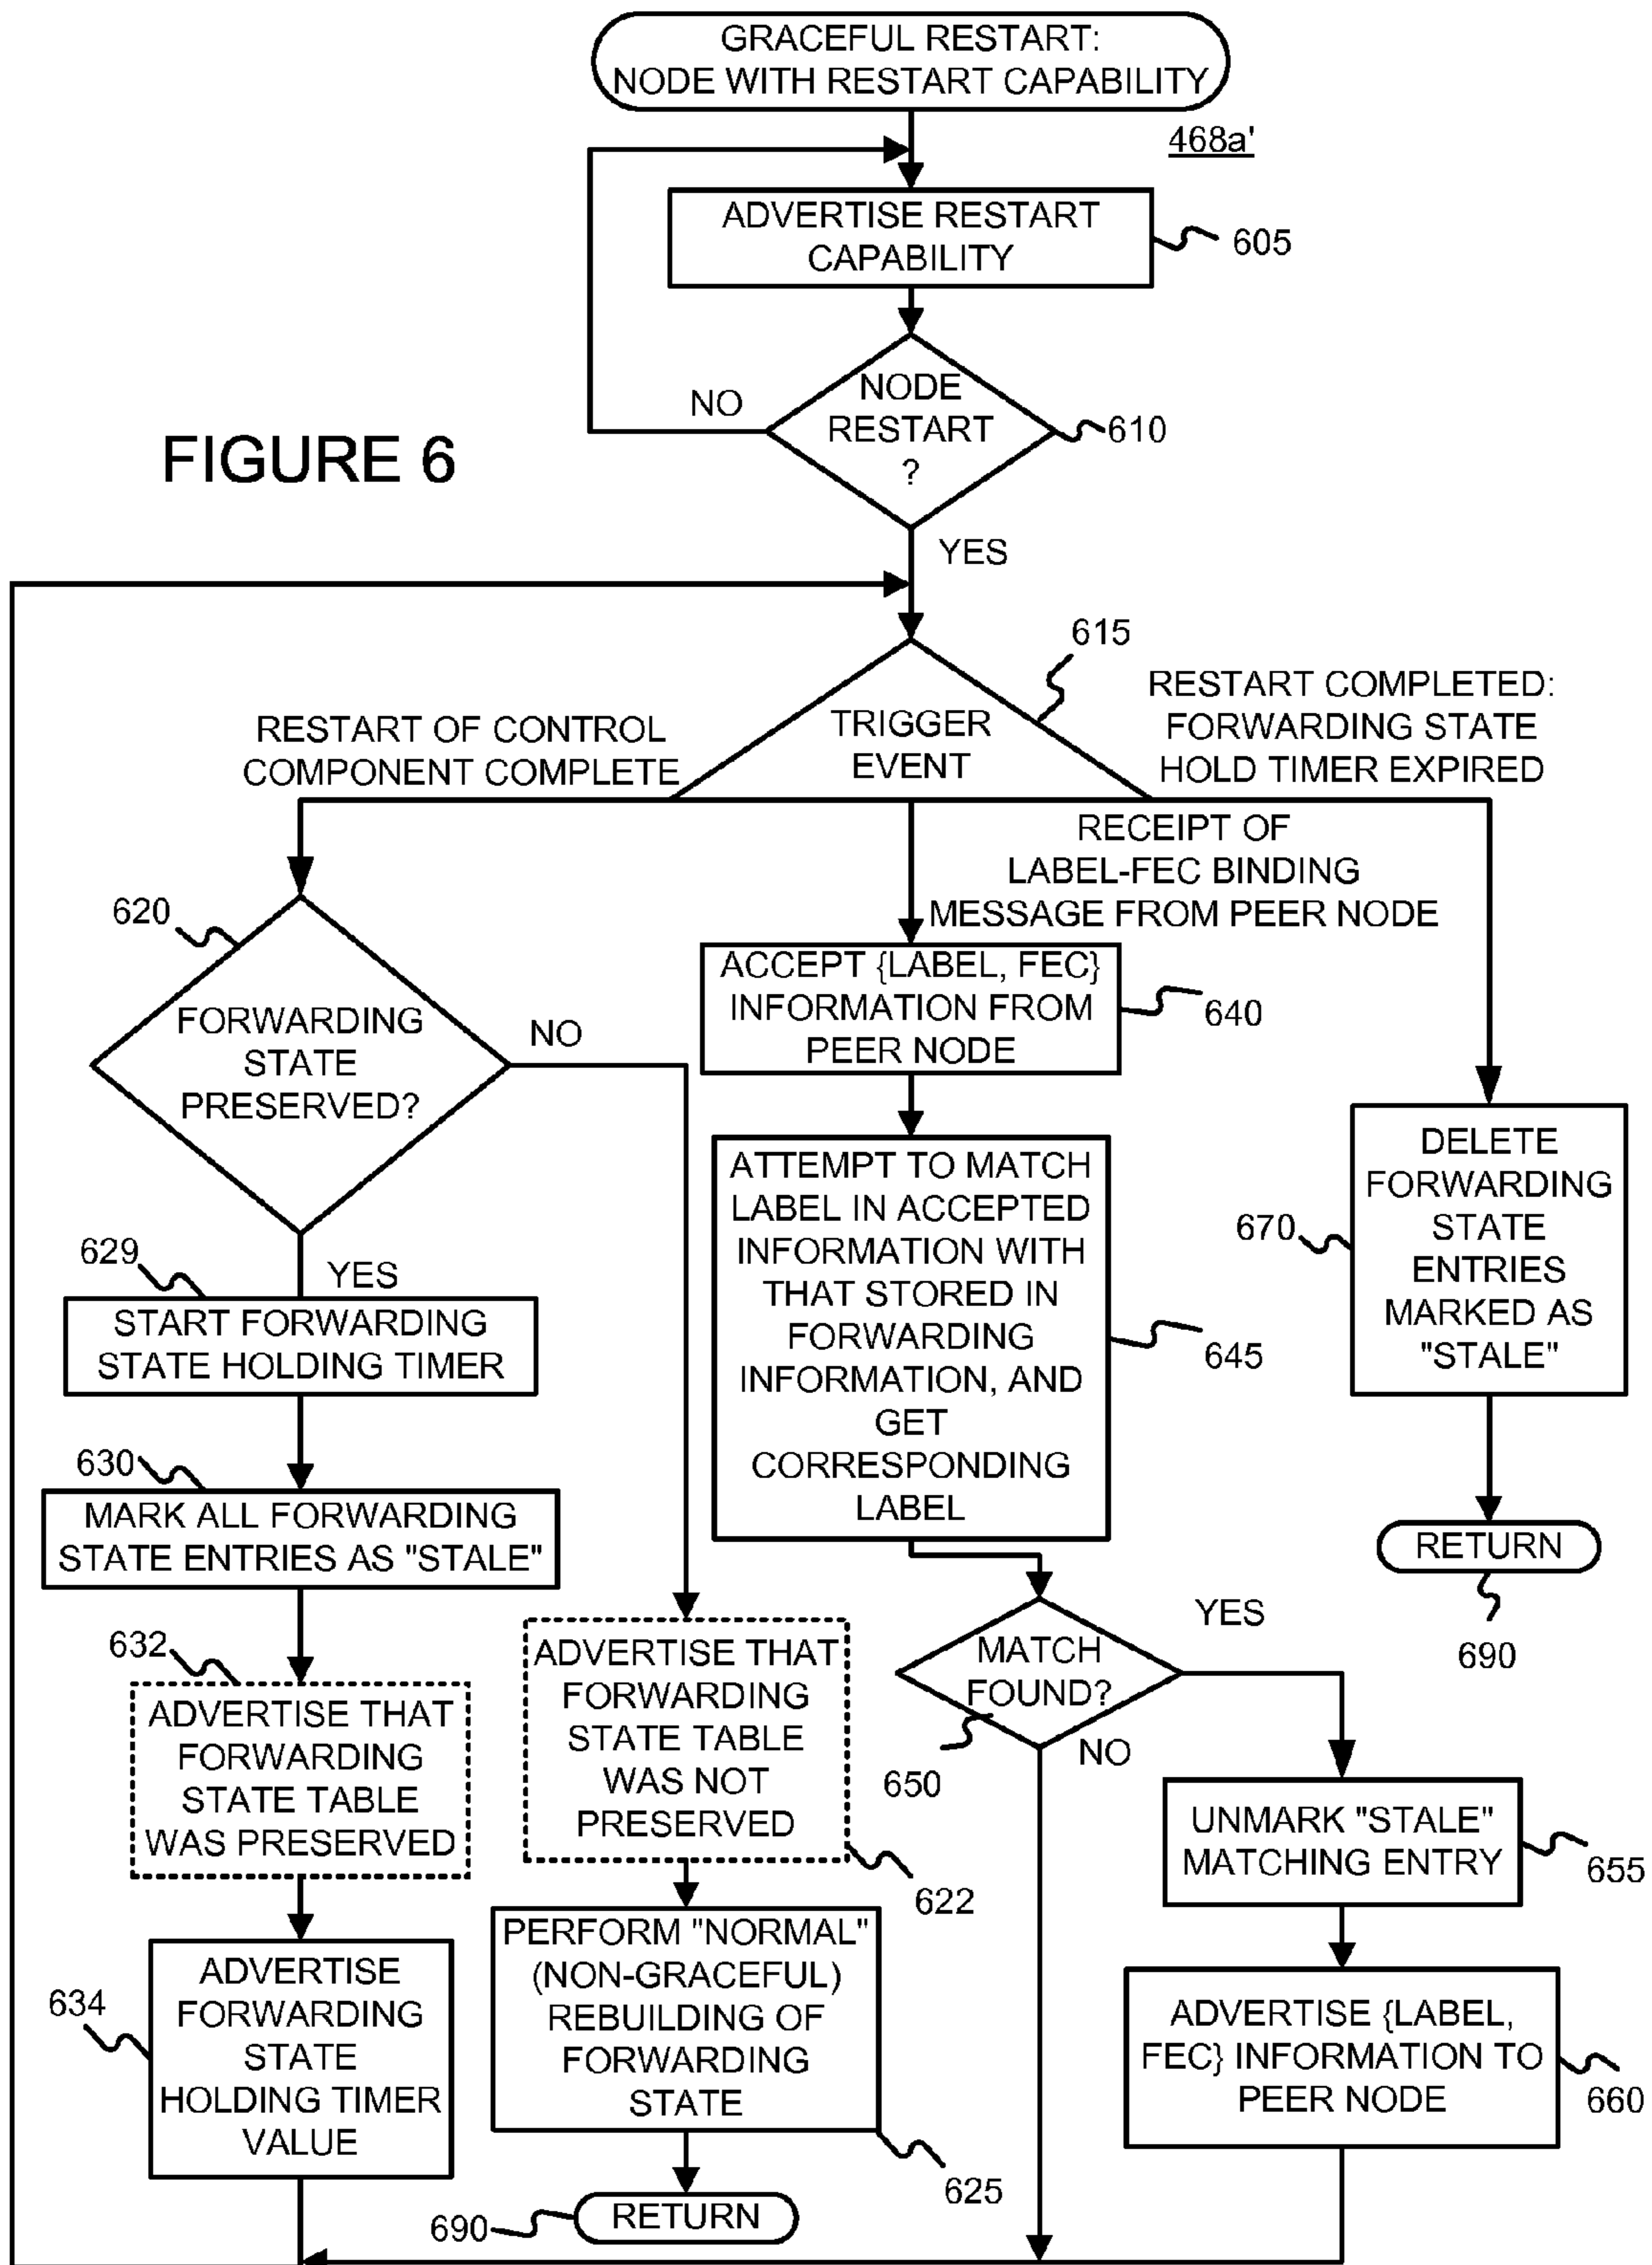 GRACEFUL RESTART:
NODE WITH RESTART CAPABILITY
468a'
ADVERTISE RESTART
CAPABILITY
605
NODE
RESTART
?
610
NO
YES
FIGURE 6
615
TRIGGER
EVENT
RESTART OF CONTROL
COMPONENT COMPLETE
RESTART COMPLETED:
FORWARDING STATE
HOLD TIMER EXPIRED
RECEIPT OF
LABEL-FEC BINDING
MESSAGE FROM PEER NODE
620
FORWARDING
STATE
PRESERVED?
NO
YES
629
START FORWARDING
STATE HOLDING TIMER
630
MARK ALL FORWARDING
STATE ENTRIES AS "STALE"
632
ADVERTISE THAT
FORWARDING
STATE TABLE
WAS PRESERVED
634
ADVERTISE
FORWARDING
STATE
HOLDING TIMER
VALUE
ADVERTISE THAT
FORWARDING
STATE TABLE
WAS NOT
PRESERVED
622
PERFORM "NORMAL"
(NON-GRACEFUL)
REBUILDING OF
FORWARDING
STATE
625
690
RETURN
ACCEPT {LABEL, FEC}
INFORMATION FROM
PEER NODE
640
ATTEMPT TO MATCH
LABEL IN ACCEPTED
INFORMATION WITH
THAT STORED IN
FORWARDING
INFORMATION, AND
GET
CORRESPONDING
LABEL
645
MATCH
FOUND?
650
YES
NO
UNMARK "STALE"
MATCHING ENTRY
655
ADVERTISE {LABEL,
FEC} INFORMATION TO
PEER NODE
660
DELETE
FORWARDING
STATE
ENTRIES
MARKED AS
"STALE"
670
RETURN
690